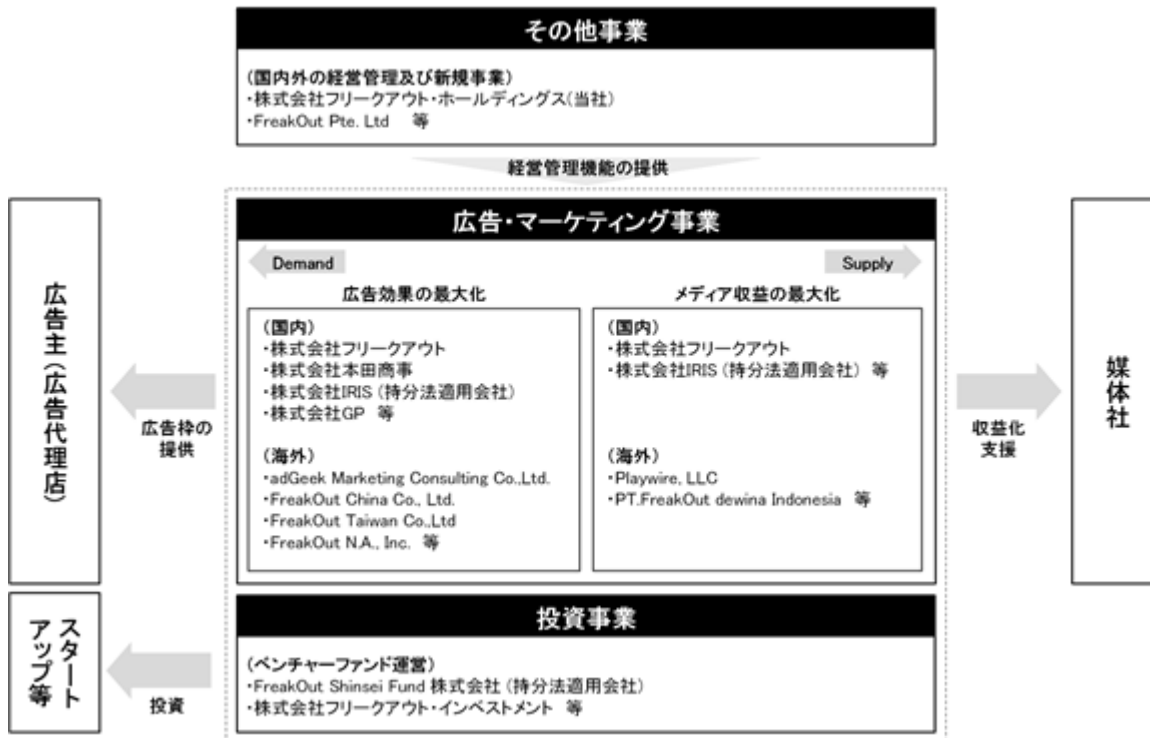 その他事業
(国内外の経営管理及び新規事業)
・株式会社フリークアウト・ホールディングス(当社)
・FreakOut Pte. Ltd 等
経営管理機能の提供
広告主(広告代理店)
広告枠の
提供
広告・マーケティング事業
Demand
Supply
広告効果の最大化
(国内)
・株式会社フリークアウト
・株式会社本田商事
・株式会社IRIS (持分法適用会社)
・株式会社GP 等
(海外)
・adGeek Marketing Consulting Co.,Ltd.
・FreakOut China Co., Ltd.
・FreakOut Taiwan Co.,Ltd
・FreakOut N.A., Inc. 等
メディア収益の最大化
(国内)
・株式会社フリークアウト
・株式会社IRIS (持分法適用会社) 等
(海外)
・Playwire, LLC
・PT.FreakOut dewina Indonesia 等
収益化
支援
媒体社
スタート
アップ等
投資
投資事業
(ベンチャーファンド運営)
・FreakOut Shinsei Fund 株式会社 (持分法適用会社)
・株式会社フリークアウト・インベストメント 等